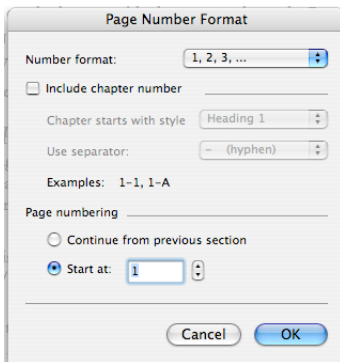 Page Number Format
Number format: 1, 2, 3, ...
Include chapter number
Chapter starts with style Heading 1
Use separator: - (hyphen)
Examples: 1-1, 1-A
Page numbering
Continue from previous section
Start at: 1
Cancel OK